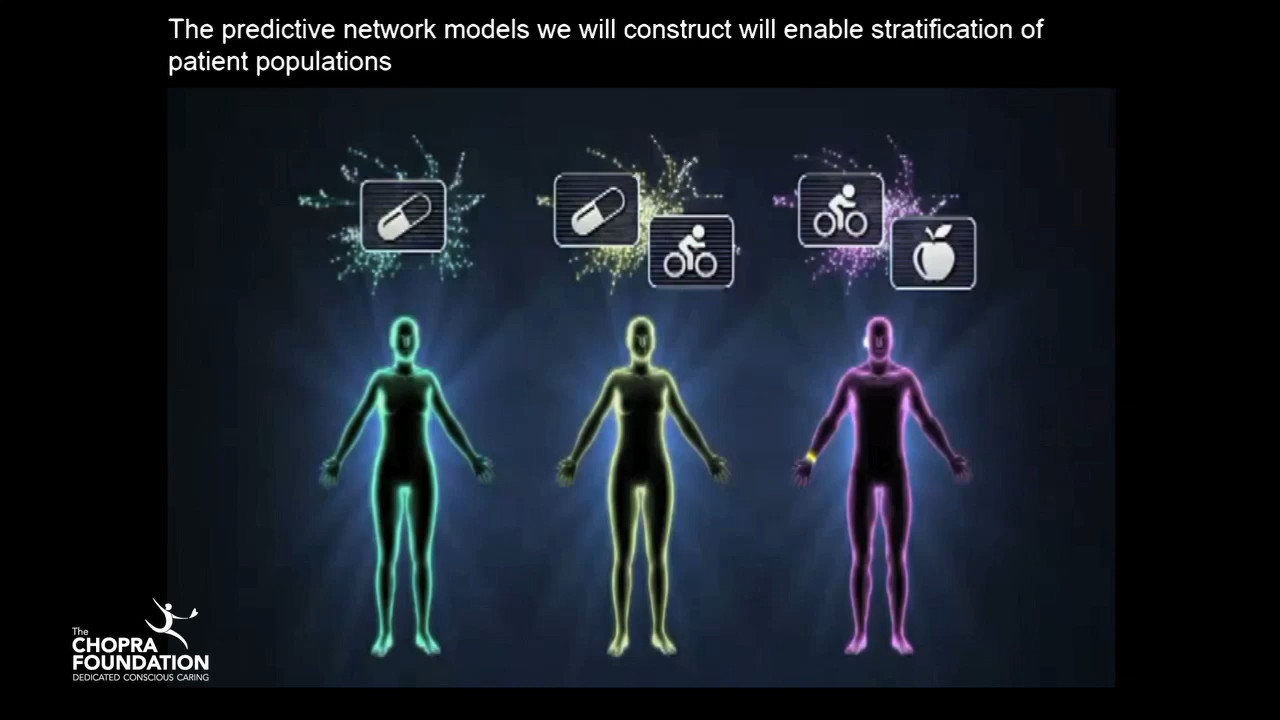 The predictive network models we will construct will enable stratification of
patient populations
The
CHOPRA
FOUNDATION
DEDICATED CONSCIOUS CARING